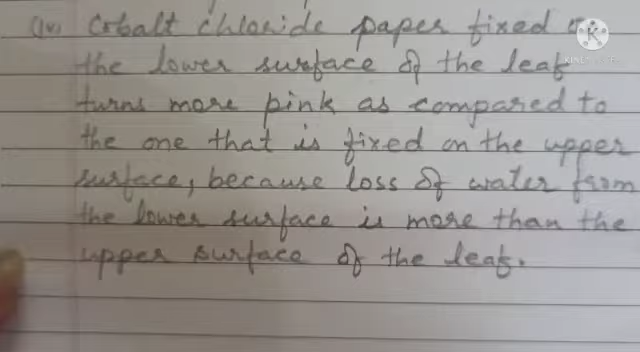 (iv) Cobalt chloride paper fixed o
the lower surface of the leaf
turns more pink as compared to
the one that is fixed on the upper
surface, because loss of water from
the lower surface is more than the
upper surface of the leaf.